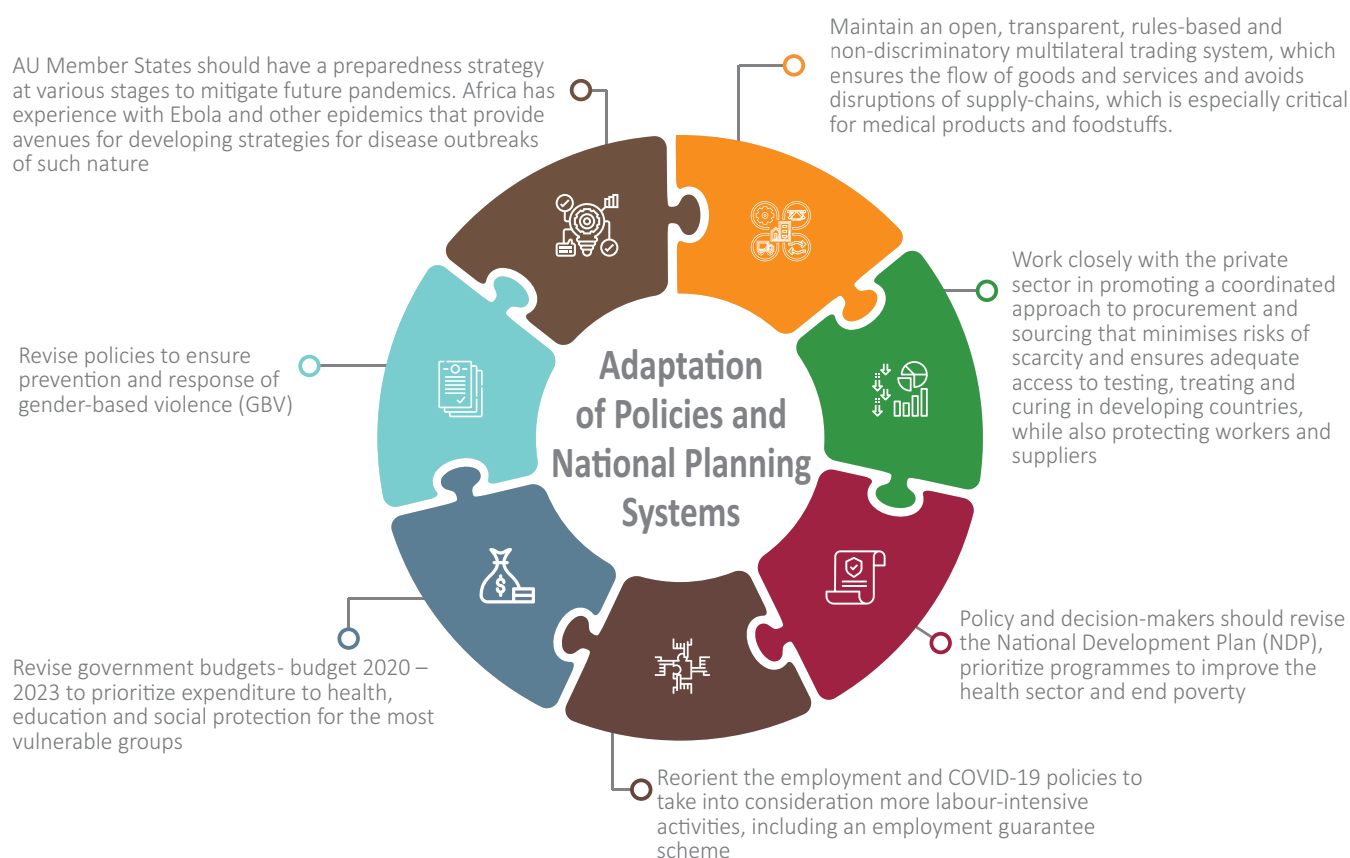 AU Member States should have a preparedness strategy
at various stages to mitigate future pandemics. Africa has
experience with Ebola and other epidemics that provide
avenues for developing strategies for disease outbreaks
of such nature
Maintain an open, transparent, rules-based and
non-discriminatory multilateral trading system, which
ensures the flow of goods and services and avoids
disruptions of supply-chains, which is especially critical
for medical products and foodstuffs.
Work closely with the private
sector in promoting a coordinated
approach to procurement and
sourcing that minimises risks of
scarcity and ensures adequate
access to testing, treating and
curing in developing countries,
while also protecting workers and
suppliers
Revise policies to ensure
prevention and response of
gender-based violence (GBV)
Adaptation
of Policies and
National Planning
Systems
$
Policy and decision-makers should revise
the National Development Plan (NDP),
prioritize programmes to improve the
health sector and end poverty
Revise government budgets- budget 2020 –
2023 to prioritize expenditure to health,
education and social protection for the most
vulnerable groups
Reorient the employment and COVID-19 policies to
take into consideration more labour-intensive
activities, including an employment guarantee
scheme